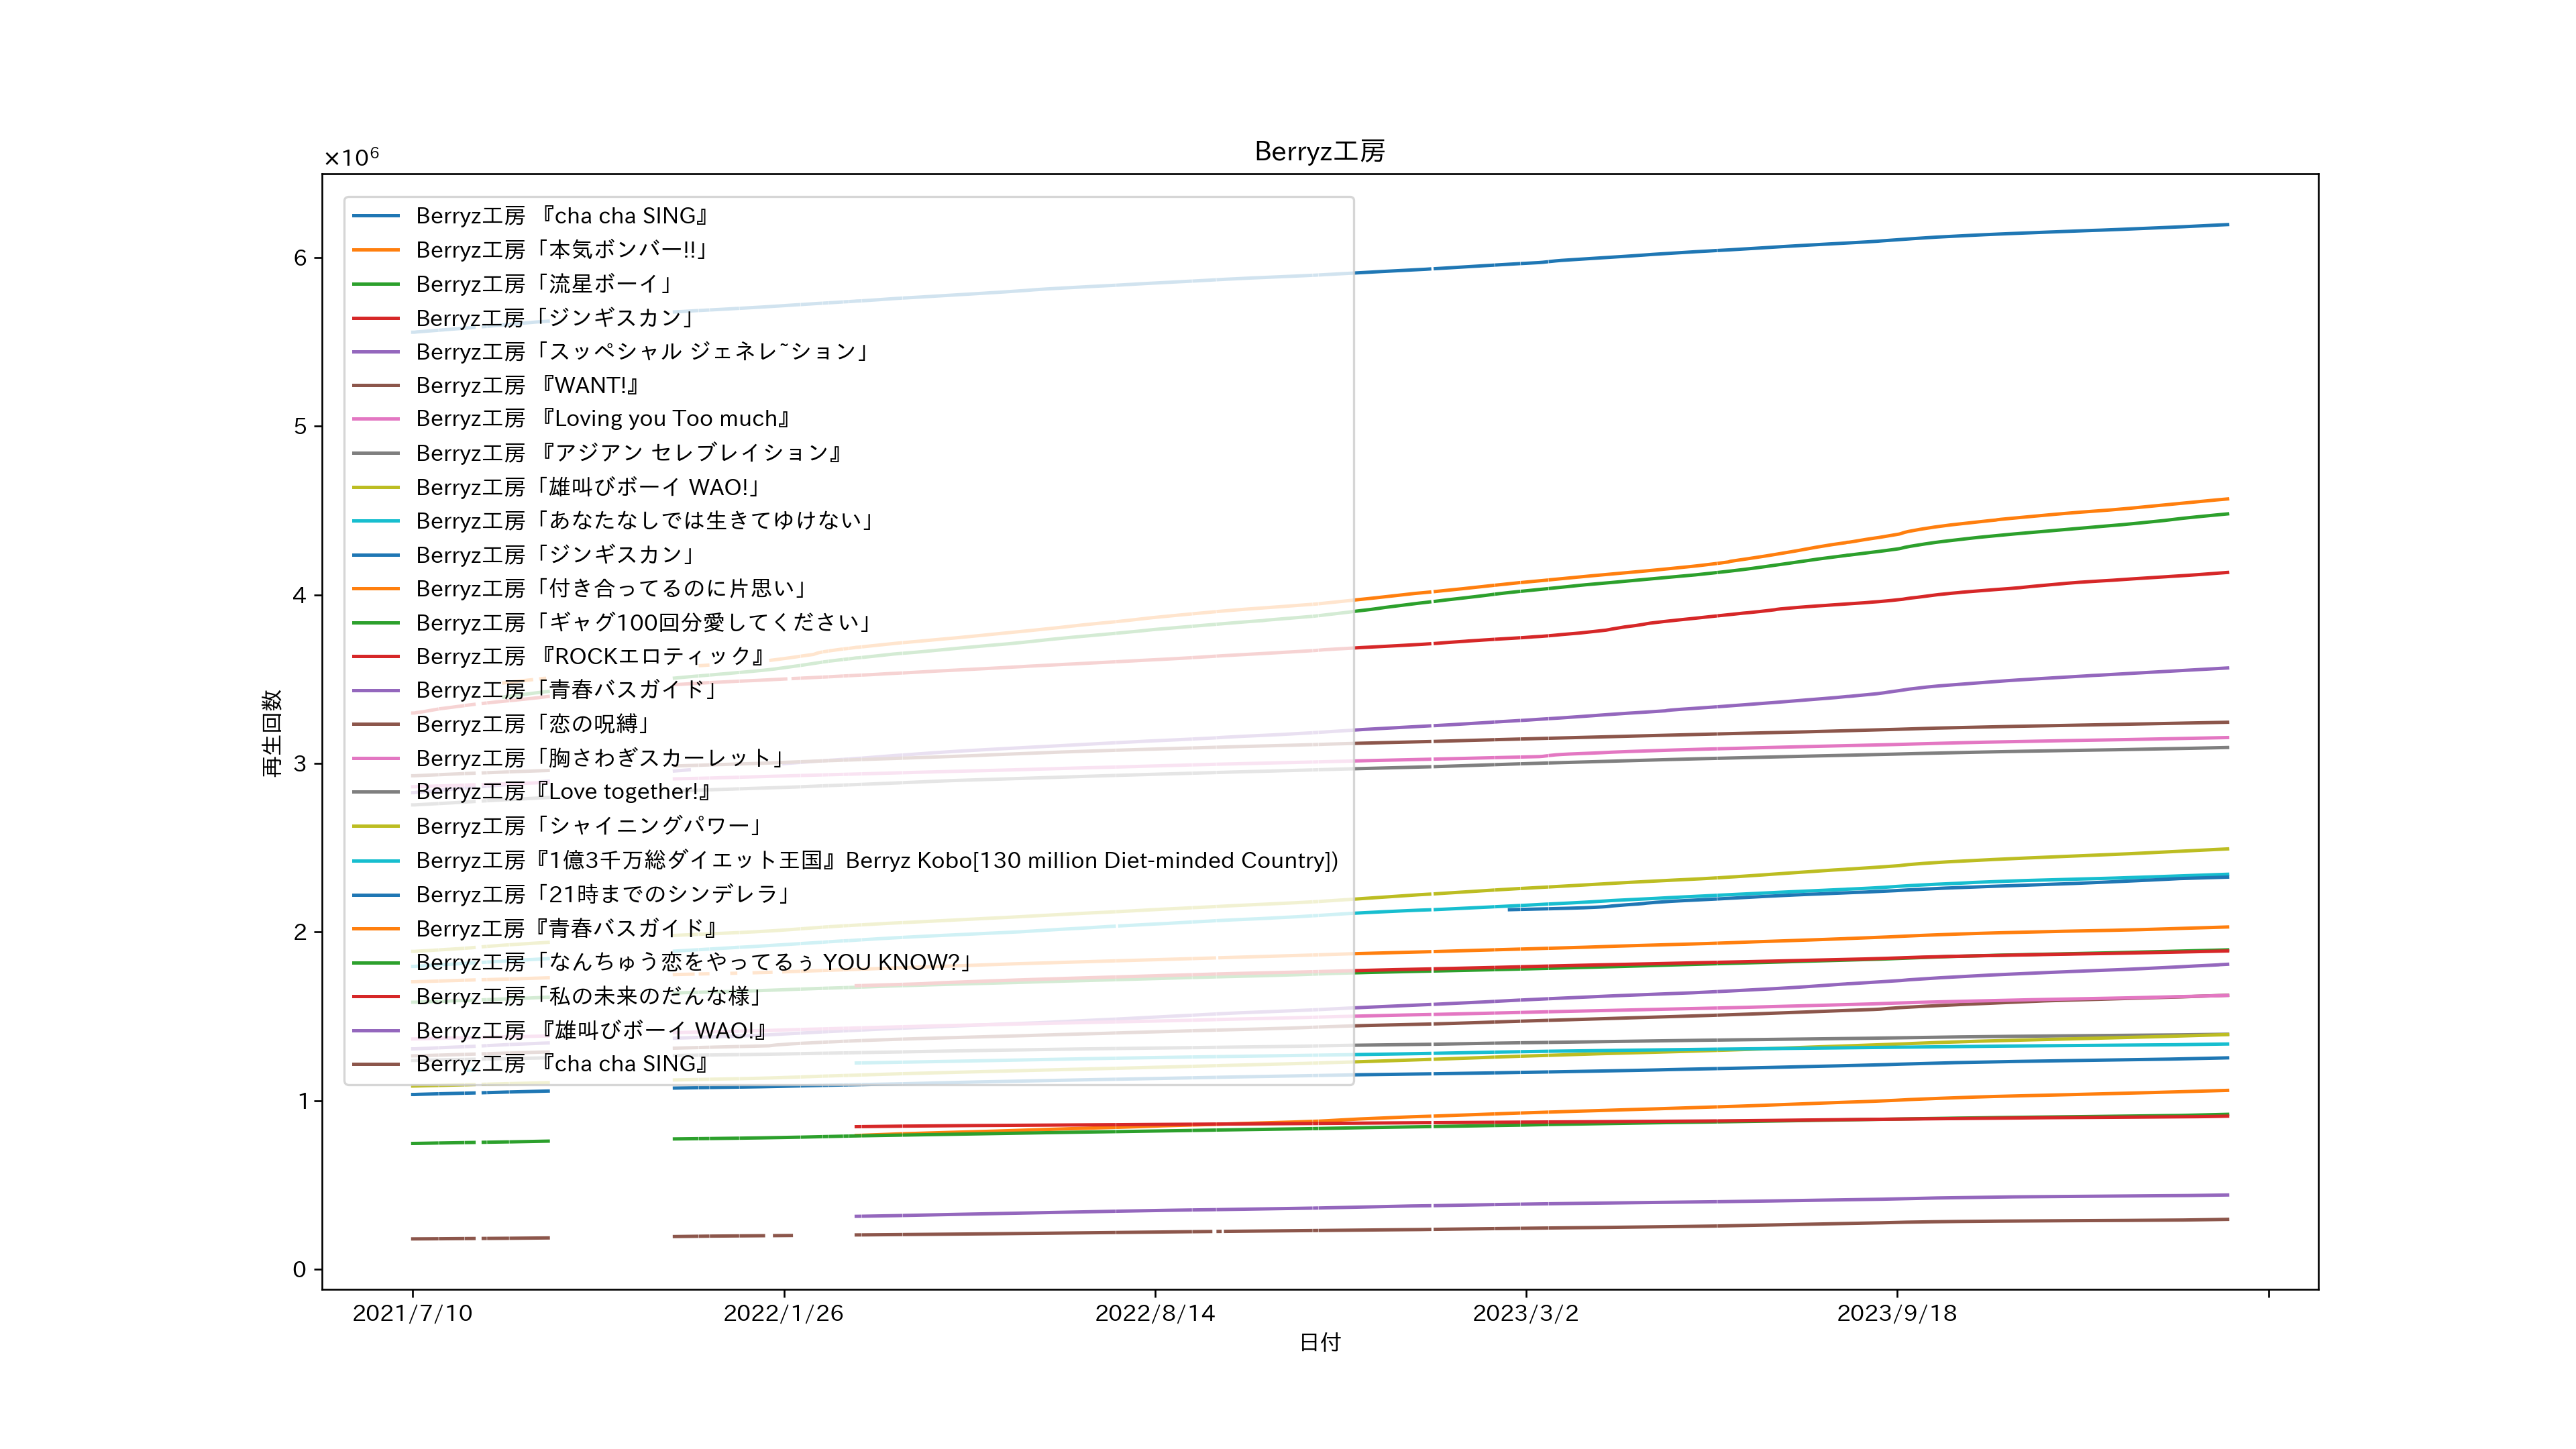 Berryz工房
×10⁶
Berryz工房 『cha cha SING』
Berryz工房「本気ボンバー!!」
Berryz工房「流星ボーイ」
Berryz工房「ジンギスカン」
Berryz工房「スッペシャル ジェネレ~ション」
Berryz工房 『WANT!』
Berryz工房 『Loving you Too much』
Berryz工房 『アジアン セレブレイション』
Berryz工房「雄叫びボーイ WAO!」
Berryz工房「あなたなしでは生きてゆけない」
Berryz工房「ジンギスカン」
Berryz工房「付き合ってるのに片思い」
Berryz工房「ギャグ100回分愛してください」
Berryz工房 『ROCKエロティック』
Berryz工房「青春バスガイド」
Berryz工房「恋の呪縛」
Berryz工房「胸さわぎスカーレット」
Berryz工房『Love together!』
Berryz工房「シャイニングパワー」
Berryz工房『1億3千万総ダイエット王国』Berryz Kobo[130 million Diet-minded Country])
Berryz工房「21時までのシンデレラ」
Berryz工房『青春バスガイド』
Berryz工房「なんちゅう恋をやってるぅ YOU KNOW?」
Berryz工房「私の未来のだんな様」
Berryz工房 『雄叫びボーイ WAO!』
Berryz工房 『cha cha SING』
6
5
4
3
2
1
0
再生回数
2021/7/10
2022/1/26
2022/8/14
2023/3/2
2023/9/18
日付